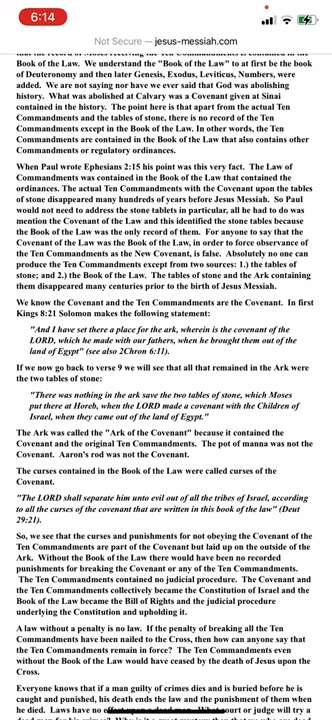 6:14
Not Secure — jesus-messiah.com
Book of the Law. We understand the "Book of the Law" to at first be the book
of Deuteronomy and then later Genesis, Exodus, Leviticus, Numbers, were
added. We are not saying nor have we ever said that God was abolishing
history. What was abolished at Calvary was a Covenant given at Sinai
contained in the history. The point here is that apart from the actual Ten
Commandments and the tables of stone, there is no record of the Ten
Commandments except in the Book of the Law. In other words, the Ten
Commandments are contained in the Book of the Law that also contains other
Commandments or regulatory ordinances.
When Paul wrote Ephesians 2:15 his point was this very fact. The Law of
Commandments was contained in the Book of the Law that contained the
ordinances. The actual Ten Commandments with the Covenant upon the tables
of stone disappeared many hundreds of years before Jesus Messiah. So Paul
would not need to address the stone tablets in particular, all he had to do was
mention the Covenant of the Law and this identified the stone tables because
the Book of the Law was the only record of them. For anyone to say that the
Covenant of the Law was the Book of the Law, in order to force observance of
the Ten Commandments as the New Covenant, is false. Absolutely no one can
produce the Ten Commandments except from two sources: 1.) the tables of
stone; and 2.) the Book of the Law. The tables of stone and the Ark containing
them disappeared many centuries prior to the birth of Jesus Messiah.
We know the Covenant and the Ten Commandments are the Covenant. In first
Kings 8:21 Solomon makes the following statement:
"And I have set there a place for the ark, wherein is the covenant of the
LORD, which he made with our fathers, when he brought them out of the
land of Egypt" (see also 2Chron 6:11).
If we now go back to verse 9 we will see that all that remained in the Ark were
the two tables of stone:
"There was nothing in the ark save the two tables of stone, which Moses
put there at Horeb, when the LORD made a covenant with the Children of
Israel, when they came out of the land of Egypt."
The Ark was called the "Ark of the Covenant" because it contained the
Covenant and the original Ten Commandments. The pot of manna was not the
Covenant. Aaron's rod was not the Covenant.
The curses contained in the Book of the Law were called curses of the
Covenant.
"The LORD shall separate him unto evil out of all the tribes of Israel, according
to all the curses of the covenant that are written in this book of the law" (Deut
29:21).
So, we see that the curses and punishments for not obeying the Covenant of the
Ten Commandments are part of the Covenant but laid up on the outside of the
Ark. Without the Book of the Law there would have been no recorded
punishments for breaking the Covenant or any of the Ten Commandments.
The Ten Commandments contained no judicial procedure. The Covenant and
the Ten Commandments collectively became the Constitution of Israel and the
Book of the Law became the Bill of Rights and the judicial procedure
underlying the Constitution and upholding it.
A law without a penalty is no law. If the penalty of breaking all the Ten
Commandments have been nailed to the Cross, then how can anyone say that
the Ten Commandments remain in force? The Ten Commandments even
without the Book of the Law would have ceased by the death of Jesus upon the
Cross.
Everyone knows that if a man guilty of crimes dies and is buried before he is
caught and punished, his death ends the law and the punishment of them when
he died. Laws have no court or judge will try a